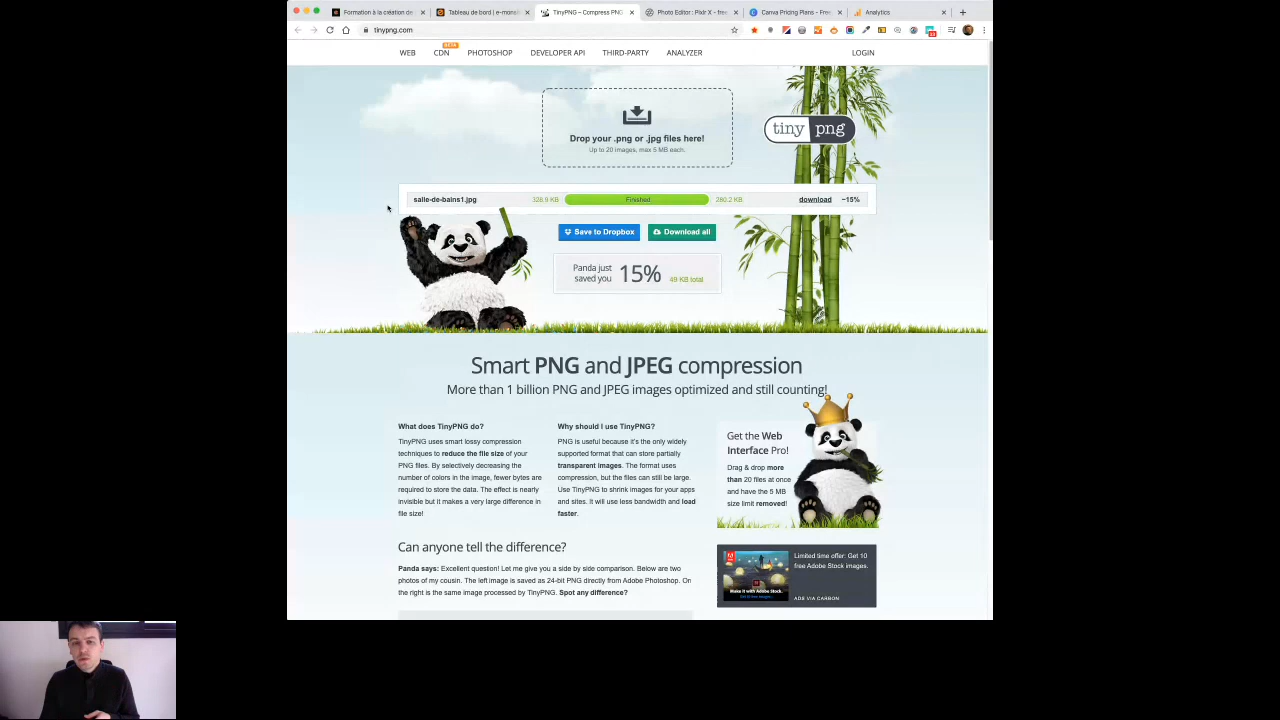 Formation à la création de
Tableau de bord | e-mons
TinyPNG – Compress PNG
Photo Editor : Pixlr X - free
Canva Pricing Plans – Free
Analytics
tinypng.com
WEB
CDN
BETA
PHOTOSHOP
DEVELOPER API
THIRD-PARTY
ANALYZER
LOGIN
Drop your .png or .jpg files here!
Up to 20 images, max 5 MB each.
tiny png
salle-de-bains1.jpg
328.9 KB
Finished
280.2 KB
download
−15%
Save to Dropbox
Download all
Panda just
saved you
15%
49 KB total
Smart PNG and JPEG compression
More than 1 billion PNG and JPEG images optimized and still counting!
What does TinyPNG do?
TinyPNG uses smart lossy compression
techniques to reduce the file size of your
PNG files. By selectively decreasing the
number of colors in the image, fewer bytes are
required to store the data. The effect is nearly
invisible but it makes a very large difference in
file size!
Why should I use TinyPNG?
PNG is useful because it's the only widely
supported format that can store partially
transparent images. The format uses
compression, but the files can still be large.
Use TinyPNG to shrink images for your apps
and sites. It will use less bandwidth and load
faster.
Get the Web
Interface Pro!
Drag & drop more
than 20 files at once
and have the 5 MB
size limit removed!
Can anyone tell the difference?
Panda says: Excellent question! Let me give you a side by side comparison. Below are two
photos of my cousin. The left image is saved as 24-bit PNG directly from Adobe Photoshop. On
the right is the same image processed by TinyPNG. Spot any difference?
Make it with Adobe Stock.
Limited time offer: Get 10
free Adobe Stock images.
ADS VIA CARBON